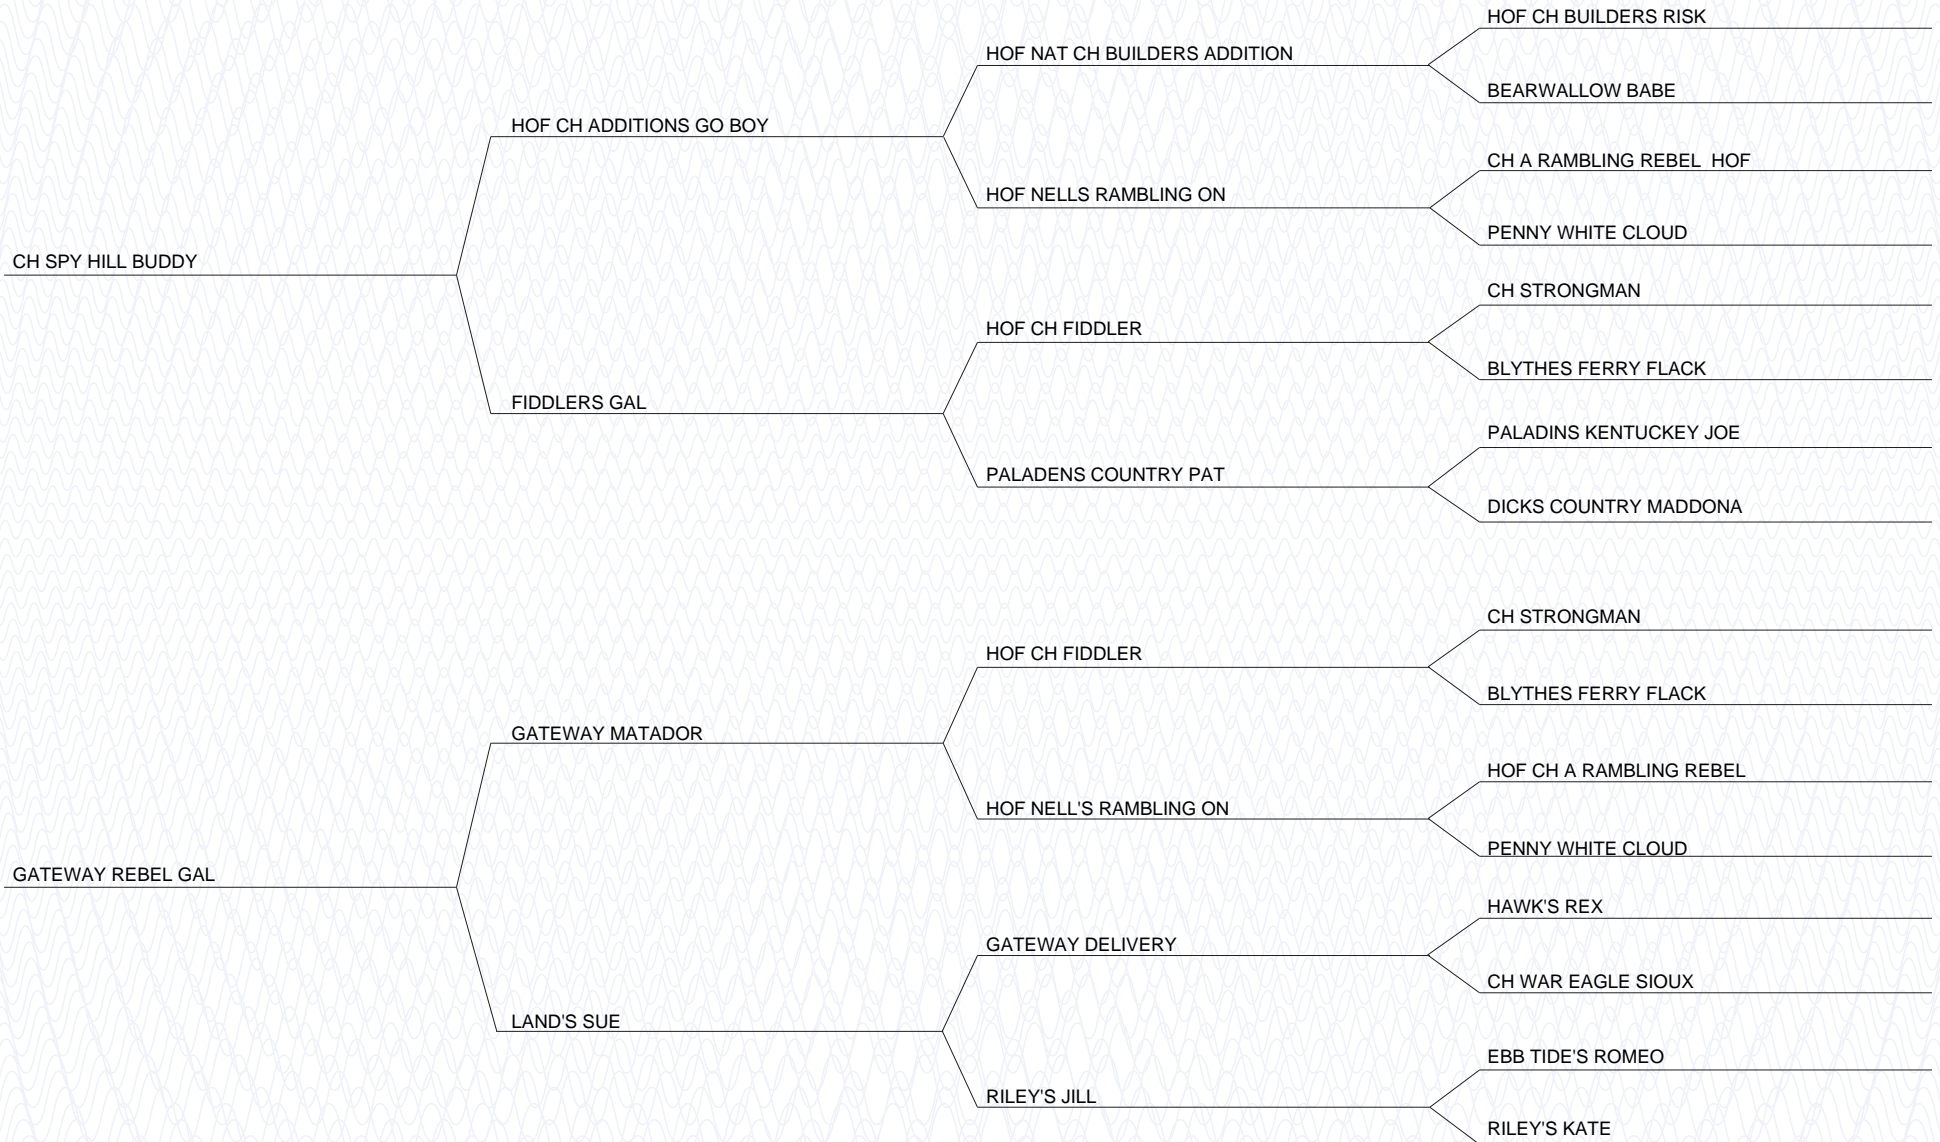 HOF CH BUILDERS RISK
HOF NAT CH BUILDERS ADDITION
BEARWALLOW BABE
HOF CH ADDITIONS GO BOY
CH A RAMBLING REBEL  HOF
HOF NELLS RAMBLING ON
PENNY WHITE CLOUD
CH SPY HILL BUDDY
CH STRONGMAN
HOF CH FIDDLER
BLYTHES FERRY FLACK
FIDDLERS GAL
PALADINS KENTUCKEY JOE
PALADENS COUNTRY PAT
DICKS COUNTRY MADDONA
CH STRONGMAN
HOF CH FIDDLER
BLYTHES FERRY FLACK
GATEWAY MATADOR
HOF CH A RAMBLING REBEL
HOF NELL'S RAMBLING ON
PENNY WHITE CLOUD
GATEWAY REBEL GAL
HAWK'S REX
GATEWAY DELIVERY
CH WAR EAGLE SIOUX
LAND'S SUE
EBB TIDE'S ROMEO
RILEY'S JILL
RILEY'S KATE